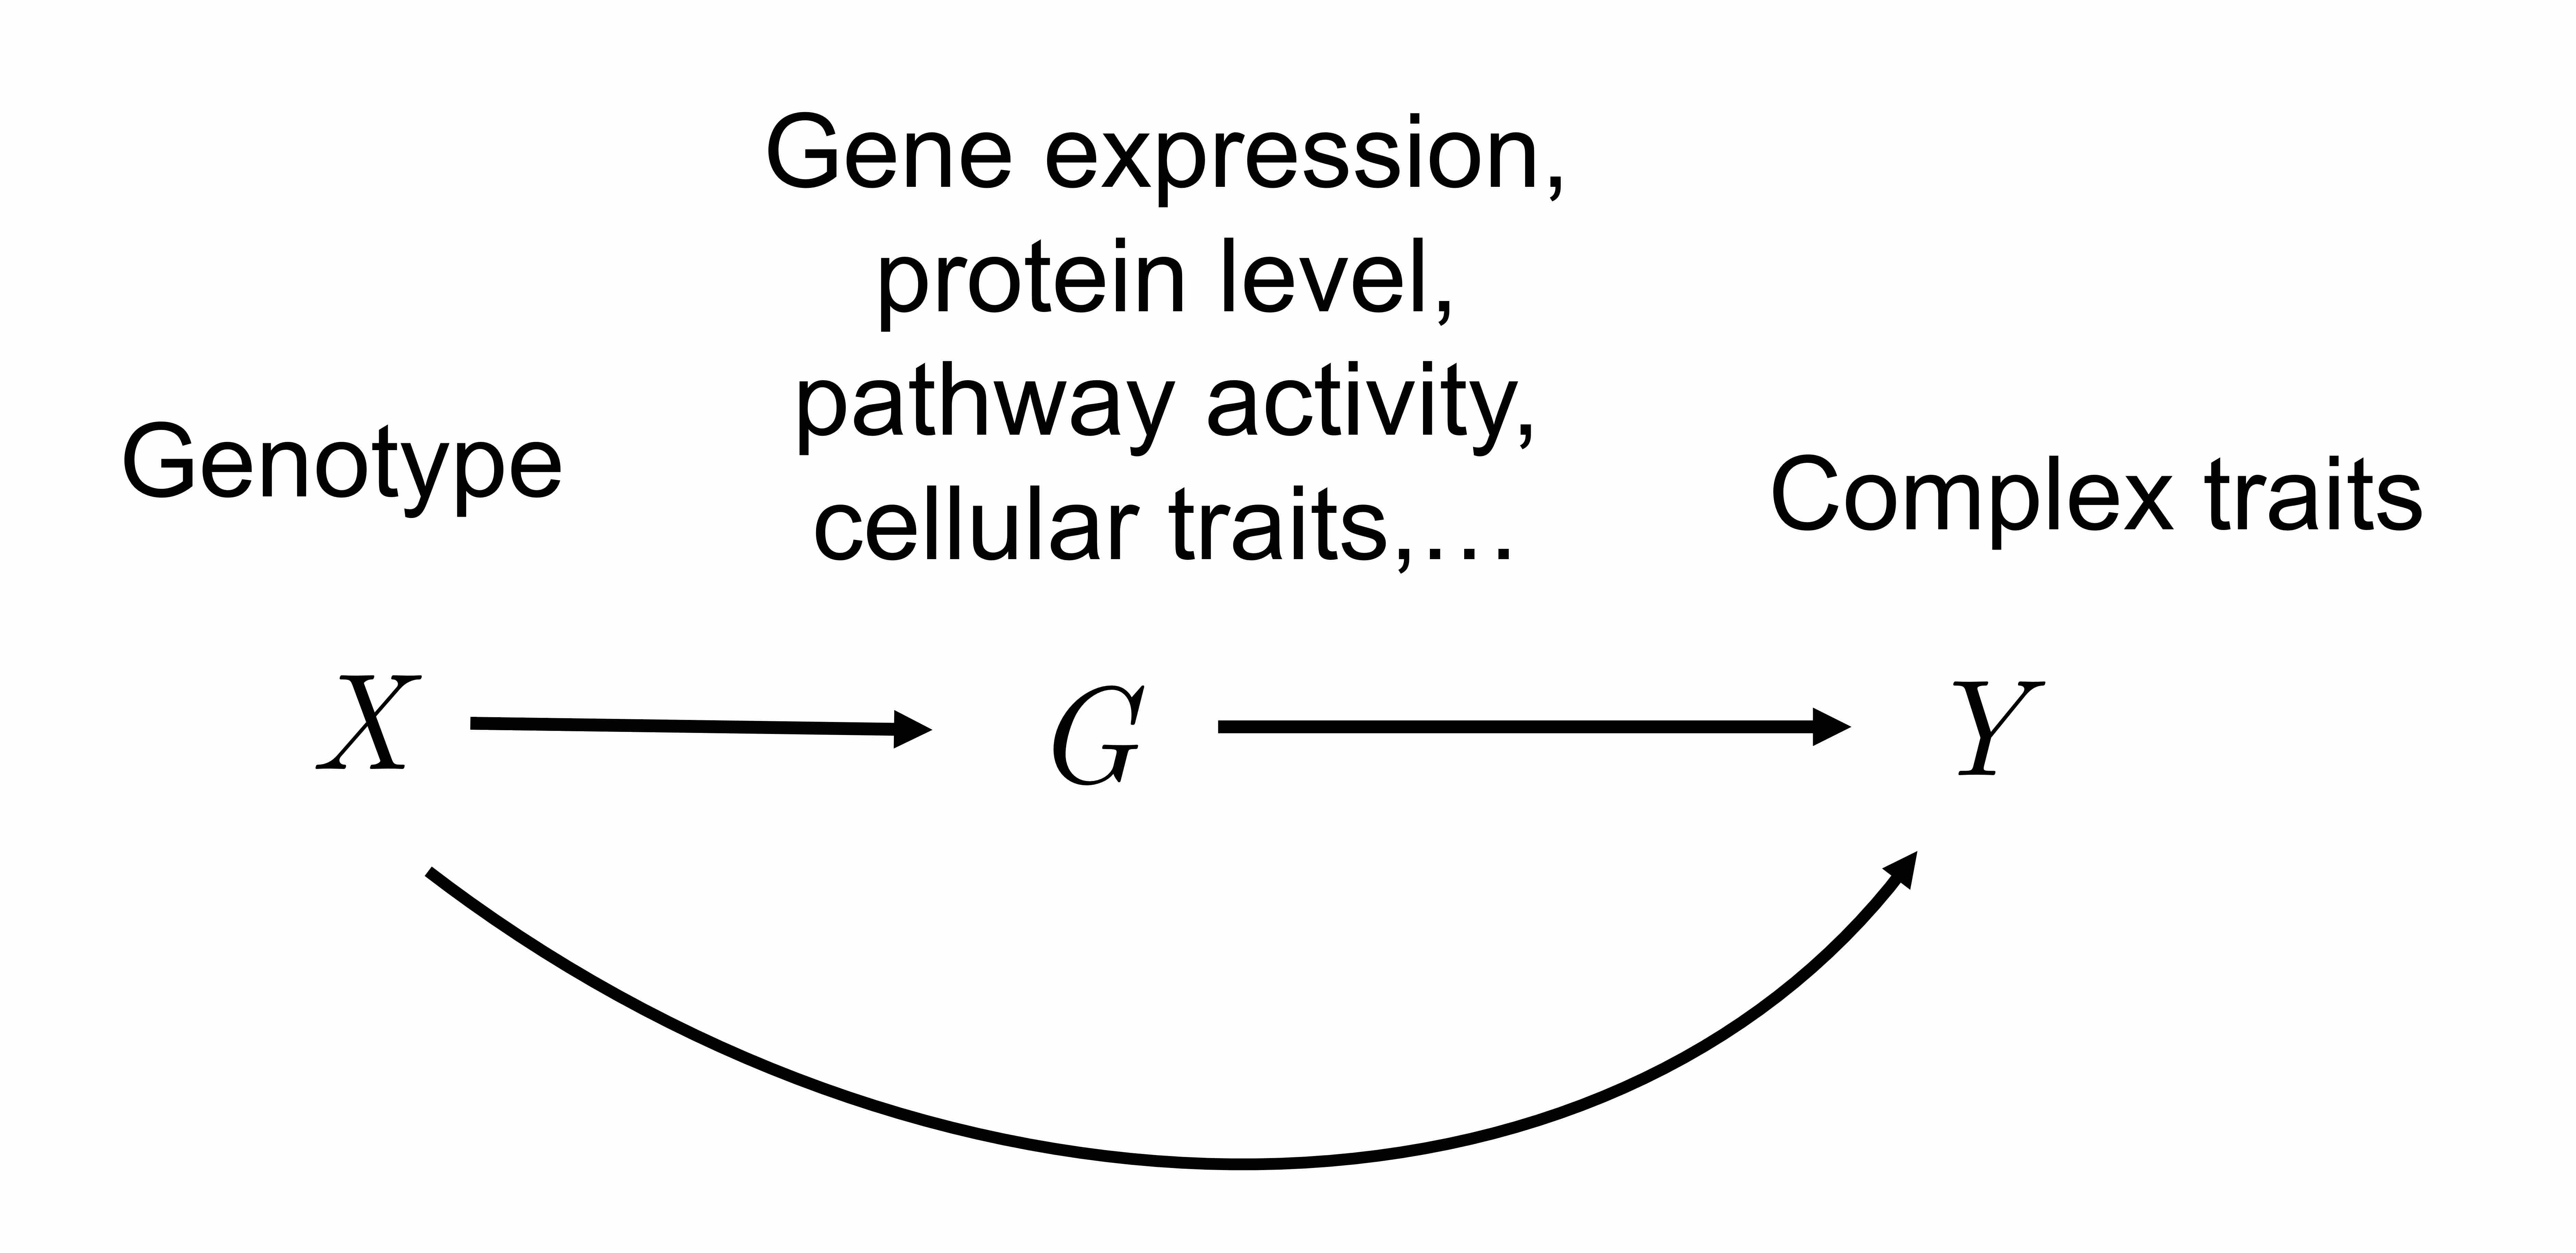 Gene expression,
protein level,
pathway activity,
cellular traits,…
Genotype
Complex traits
X
G
Y